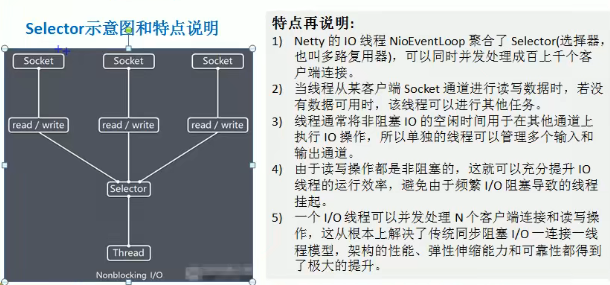 Selector示意图和特点说明
Socket
Socket
Socket
read / write
read / write
read / write
Selector
Thread
Nonblocking I/O
特点再说明:
1) Netty 的 IO 线程 NioEventLoop 聚合了 Selector(选择器，
也叫多路复用器)，可以同时并发处理成百上千个客
户端连接。
2) 当线程从某客户端 Socket 通道进行读写数据时，若没
有数据可用时，该线程可以进行其他任务。
3) 线程通常将非阻塞 IO 的空闲时间用于在其他通道上
执行 IO 操作，所以单独的线程可以管理多个输入和
输出通道。
4) 由于读写操作都是非阻塞的，这就可以充分提升 IO
线程的运行效率，避免由于频繁 I/O 阻塞导致的线程
挂起。
5) 一个 I/O 线程可以并发处理 N 个客户端连接和读写操
作，这从根本上解决了传统同步阻塞 I/O 一连接一线
程模型，架构的性能、弹性伸缩能力和可靠性都得到
了极大的提升。